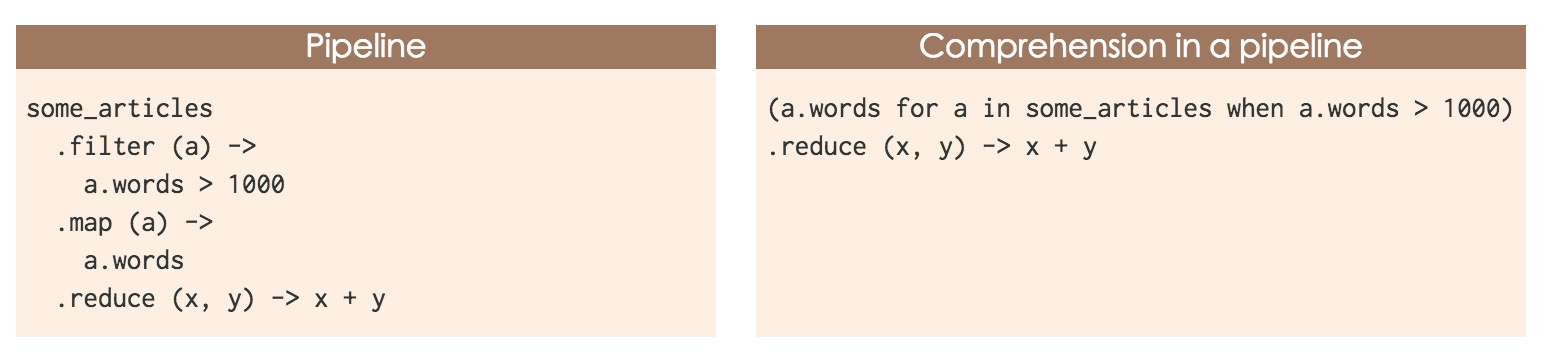 Pipeline
some_articles
  .filter (a) ->
    a.words > 1000
  .map (a) ->
    a.words
  .reduce (x, y) -> x + y
Comprehension in a pipeline
(a.words for a in some_articles when a.words > 1000)
.reduce (x, y) -> x + y